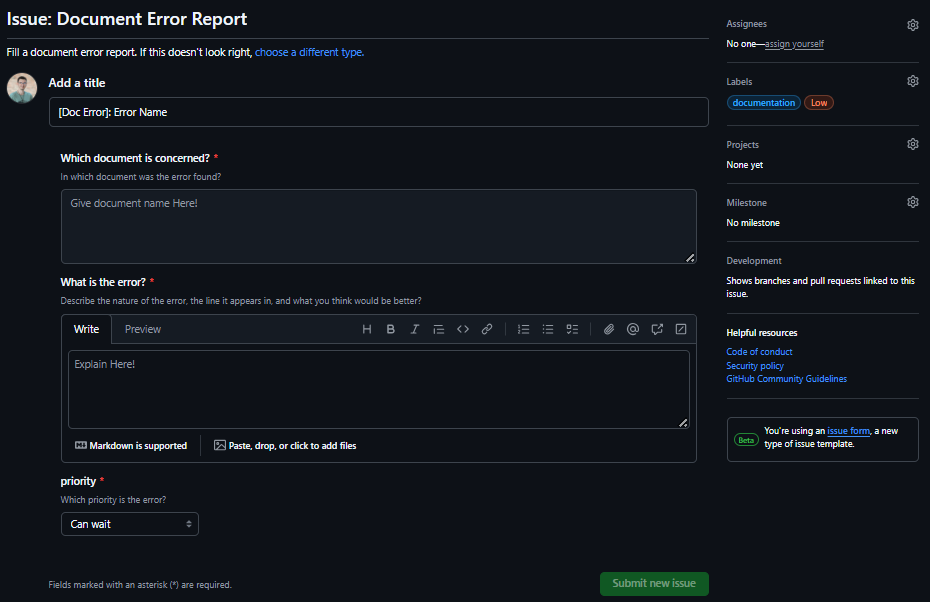 Issue: Document Error Report
Fill a document error report. If this doesn't look right, choose a different type.
Add a title
[Doc Error]: Error Name
Which document is concerned? *
In which document was the error found?
Give document name Here!
What is the error? *
Describe the nature of the error, the line it appears in, and what you think would be better?
Write Preview
Explain Here!
Markdown is supported Paste, drop, or click to add files
priority *
Which priority is the error?
Can wait
Fields marked with an asterisk (*) are required.
Submit new issue
Assignees
No one—assign yourself
Labels
documentation Low
Projects
None yet
Milestone
No milestone
Development
Shows branches and pull requests linked to this
issue.
Helpful resources
Code of conduct
Security policy
GitHub Community Guidelines
Beta
You're using an issue form, a new
type of issue template.